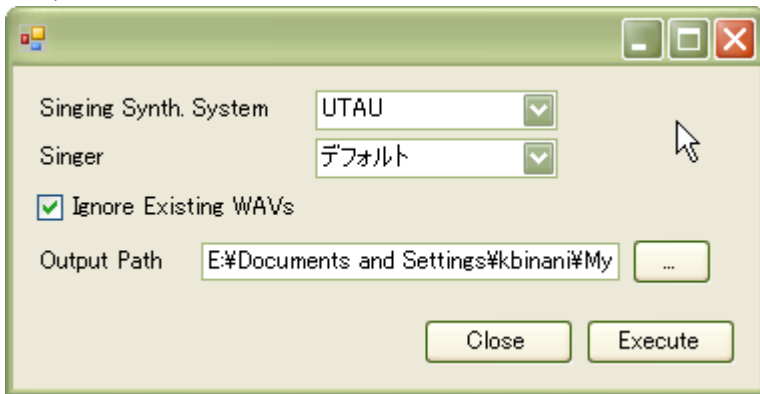 Singing Synth. System UTAU
Singer デフォルト
Ignore Existing WAVs
Output Path E:¥Documents and Settings¥kbinani¥My ...
Close Execute